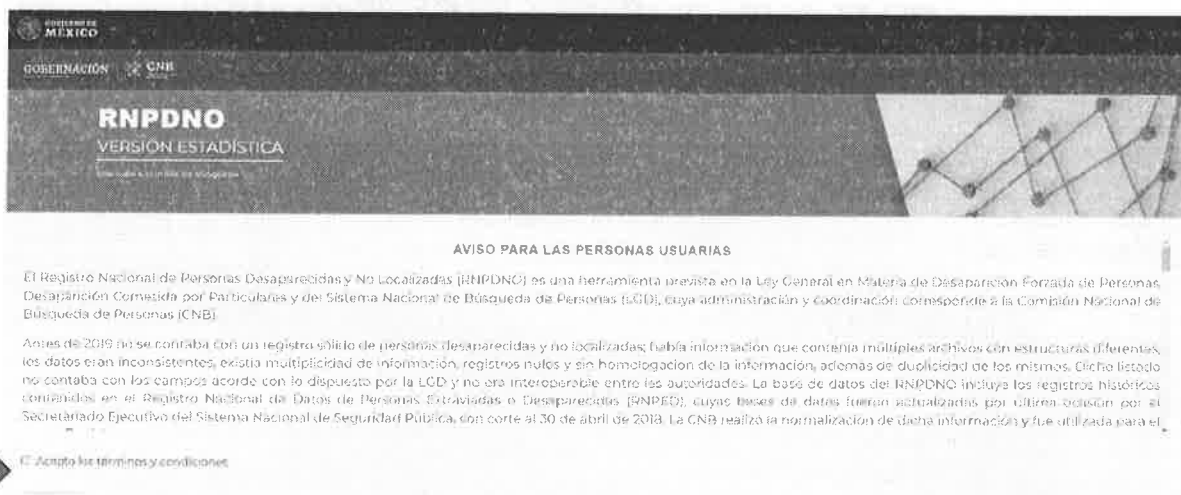 GOBIERNO DE
MÉXICO
GOBERNACIÓN CNB
RNPDNO
VERSIÓN ESTADÍSTICA
AVISO PARA LAS PERSONAS USUARIAS
El Registro Nacional de Personas Desaparecidas y No Localizadas (RNPDNO) es una herramienta prevista en la Ley General en Materia de Desaparición Forzada de Personas,
Desaparición Cometida por Particulares y del Sistema Nacional de Búsqueda de Personas (LGD), cuya administración y coordinación corresponde a la Comisión Nacional de
Búsqueda de Personas (CNB).
Antes de 2019 no se contaba con un registro sólido de personas desaparecidas y no localizadas; había información que contenía múltiples archivos con estructuras diferentes,
los datos eran inconsistentes, existía multiplicidad de información, registros nulos y sin homologación de la información, además de duplicidad de los mismos. Dicho listado
no contaba con los campos acorde con lo dispuesto por la LGD y no era interoperable entre las autoridades. La base de datos del RNPDNO incluye los registros históricos
contenidos en el Registro Nacional de Datos de Personas Extraviadas o Desaparecidas (RNPED), cuyas bases de datos fueron actualizadas por última ocasión por el
Secretariado Ejecutivo del Sistema Nacional de Seguridad Pública, con corte al 30 de abril de 2018. La CNB realizó la normalización de dicha información y fue utilizada para el
Acepto los términos y condiciones